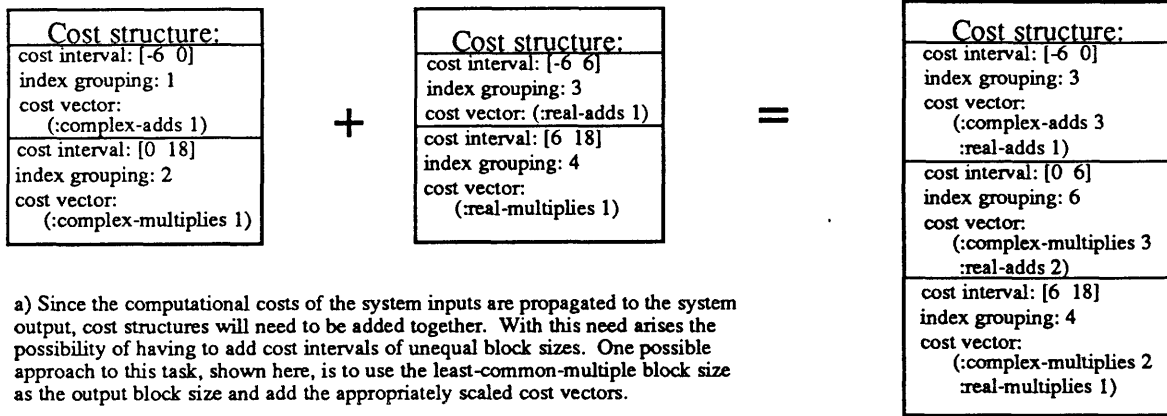 Cost structure:
cost interval: [-6 0]
index grouping: 1
cost vector:
(:complex-adds 1)
cost interval: [0 18]
index grouping: 2
cost vector:
(:complex-multiplies 1)
+
Cost structure:
cost interval: [-6 6]
index grouping: 3
cost vector: (:real-adds 1)
cost interval: [6 18]
index grouping: 4
cost vector:
(:real-multiplies 1)
=
Cost structure:
cost interval: [-6 0]
index grouping: 3
cost vector:
(:complex-adds 3
:real-adds 1)
cost interval: [0 6]
index grouping: 6
cost vector:
(:complex-multiplies 3
:real-adds 2)
cost interval: [6 18]
index grouping: 4
cost vector:
(:complex-multiplies 2
:real-multiplies 1)
a) Since the computational costs of the system inputs are propagated to the system
output, cost structures will need to be added together. With this need arises the
possibility of having to add cost intervals of unequal block sizes. One possible
approach to this task, shown here, is to use the least-common-multiple block size
as the output block size and add the appropriately scaled cost vectors.